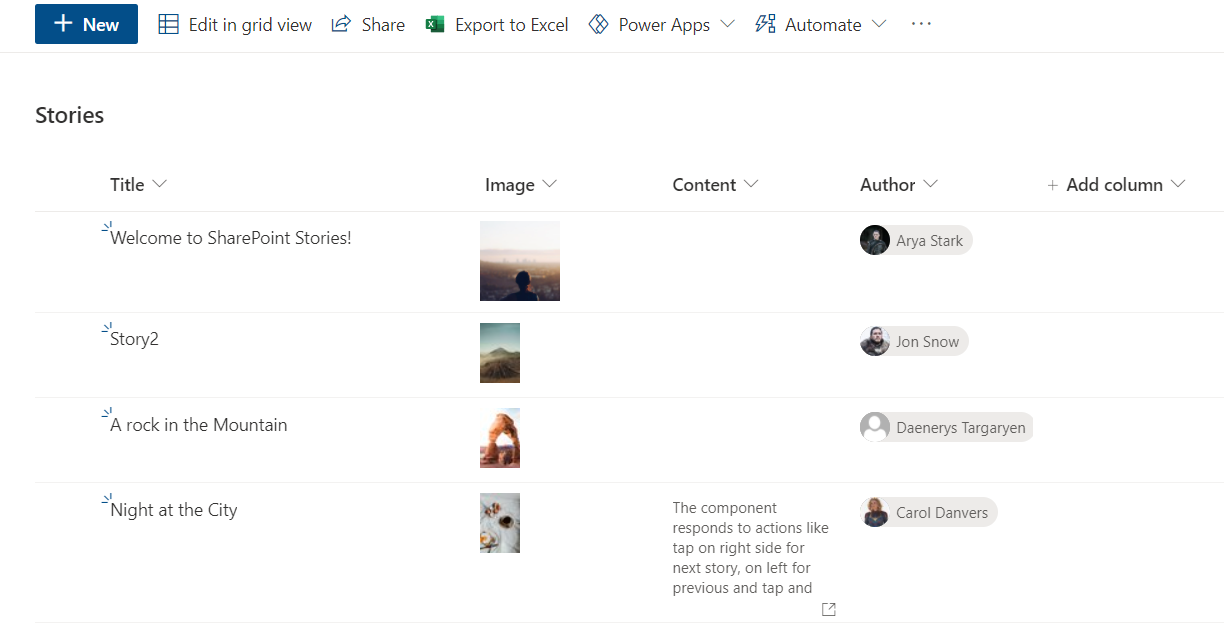 New Edit in grid view Share Export to Excel Power Apps Automate ...
Stories
Title Image Content Author + Add column
Welcome to SharePoint Stories! Arya Stark
Story2 Jon Snow
A rock in the Mountain Daenerys Targaryen
Night at the City Carol Danvers
The component
responds to actions like
tap on right side for
next story, on left for
previous and tap and